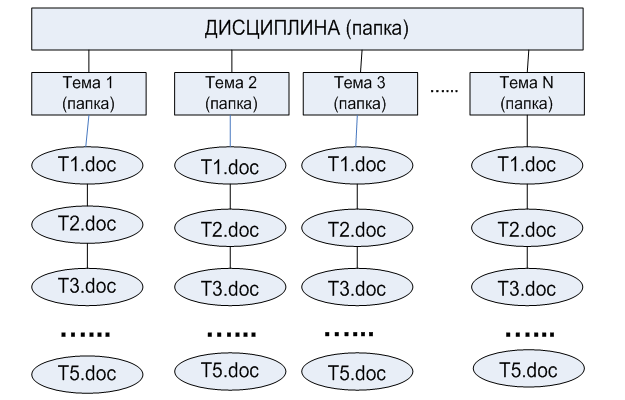 ДИСЦИПЛИНА (папка)
Тема 1 (папка)
Тема 2 (папка)
Тема 3 (папка)
......
Тема N (папка)
T1.doc T1.doc T1.doc T1.doc
T2.doc T2.doc T2.doc T2.doc
T3.doc T3.doc T3.doc T3.doc
...... ...... ...... ......
T5.doc T5.doc T5.doc T5.doc